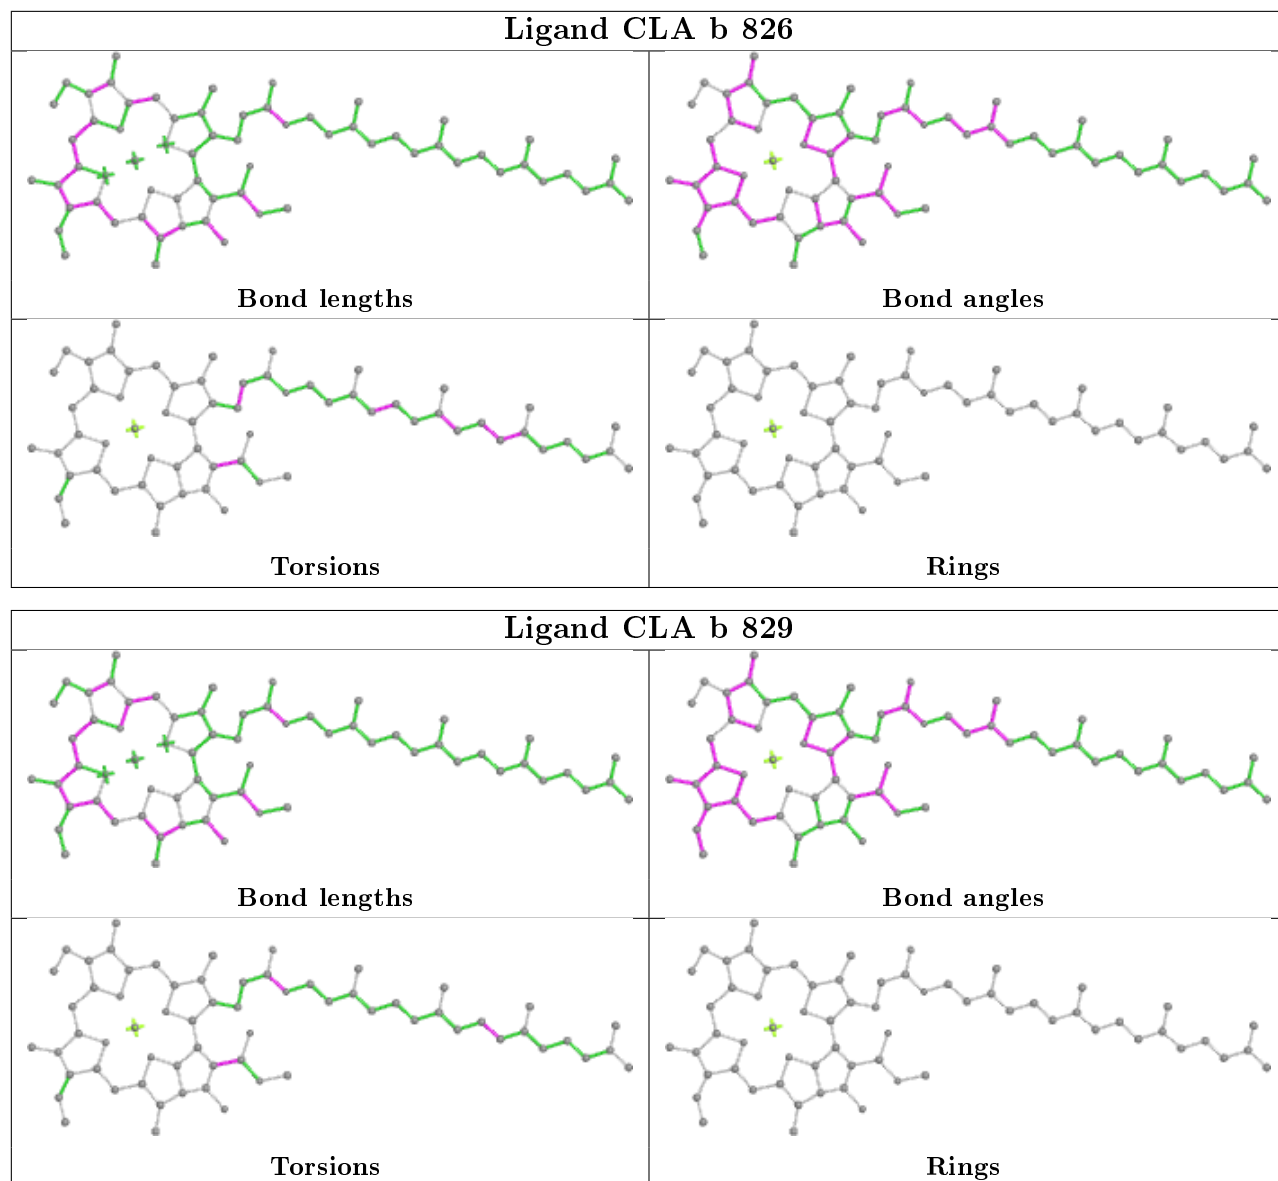 Ligand CLA b 826
Bond lengths
Bond angles
Torsions
Rings
Ligand CLA b 829
Bond lengths
Bond angles
Torsions
Rings